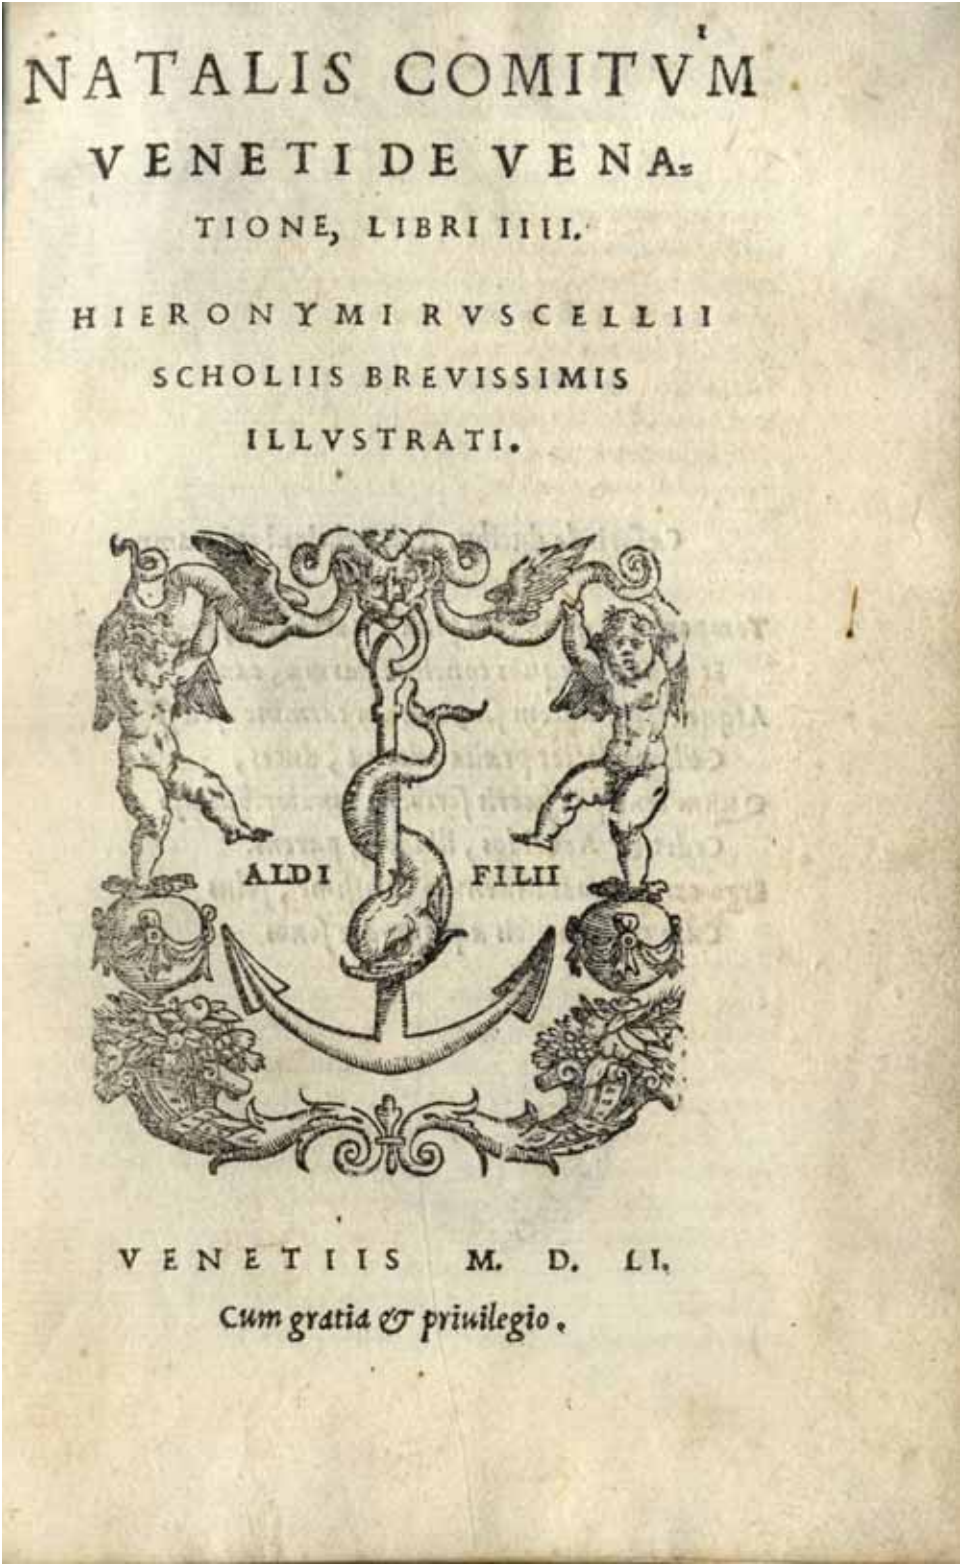 NATALIS COMITVM
VENETI DE VENA=
TIONE, LIBRI IIII.
HIERONYMI RVSCELLII
SCHOLIIS BREVISSIMIS
ILLVSTRATI.
ALDI FILII
VENETIIS M. D. LI.
Cum gratia & priuilegio.